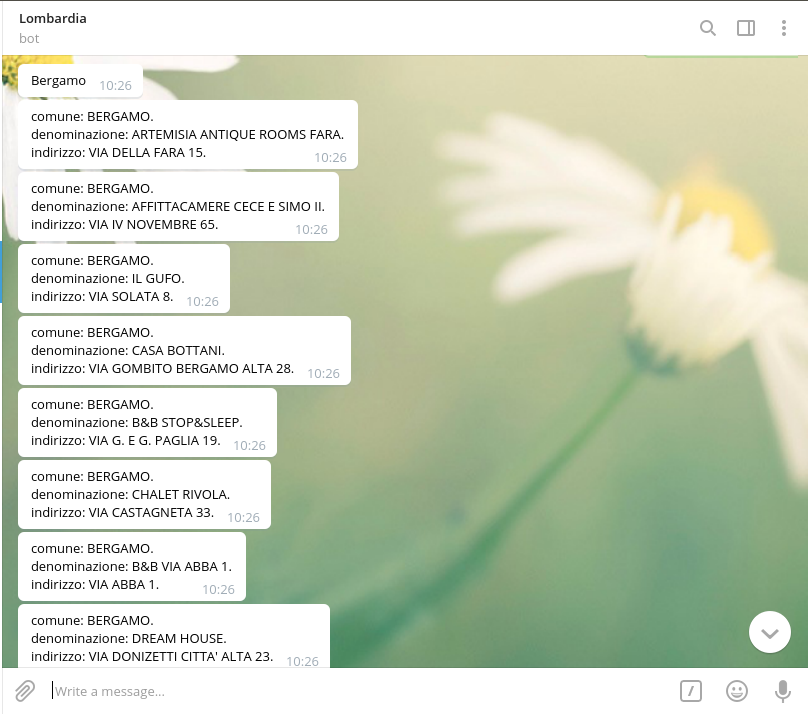 Lombardia
bot
Bergamo 10:26
comune: BERGAMO.
denominazione: ARTEMISIA ANTIQUE ROOMS FARA.
indirizzo: VIA DELLA FARA 15. 10:26
comune: BERGAMO.
denominazione: AFFITTACAMERE CECE E SIMO II.
indirizzo: VIA IV NOVEMBRE 65. 10:26
comune: BERGAMO.
denominazione: IL GUFO.
indirizzo: VIA SOLATA 8. 10:26
comune: BERGAMO.
denominazione: CASA BOTTANI.
indirizzo: VIA GOMBITO BERGAMO ALTA 28. 10:26
comune: BERGAMO.
denominazione: B&B STOP&SLEEP.
indirizzo: VIA G. E G. PAGLIA 19. 10:26
comune: BERGAMO.
denominazione: CHALET RIVOLA.
indirizzo: VIA CASTAGNETA 33. 10:26
comune: BERGAMO.
denominazione: B&B VIA ABBA 1.
indirizzo: VIA ABBA 1. 10:26
comune: BERGAMO.
denominazione: DREAM HOUSE.
indirizzo: VIA DONIZETTI CITTA' ALTA 23. 10:26
Write a message...